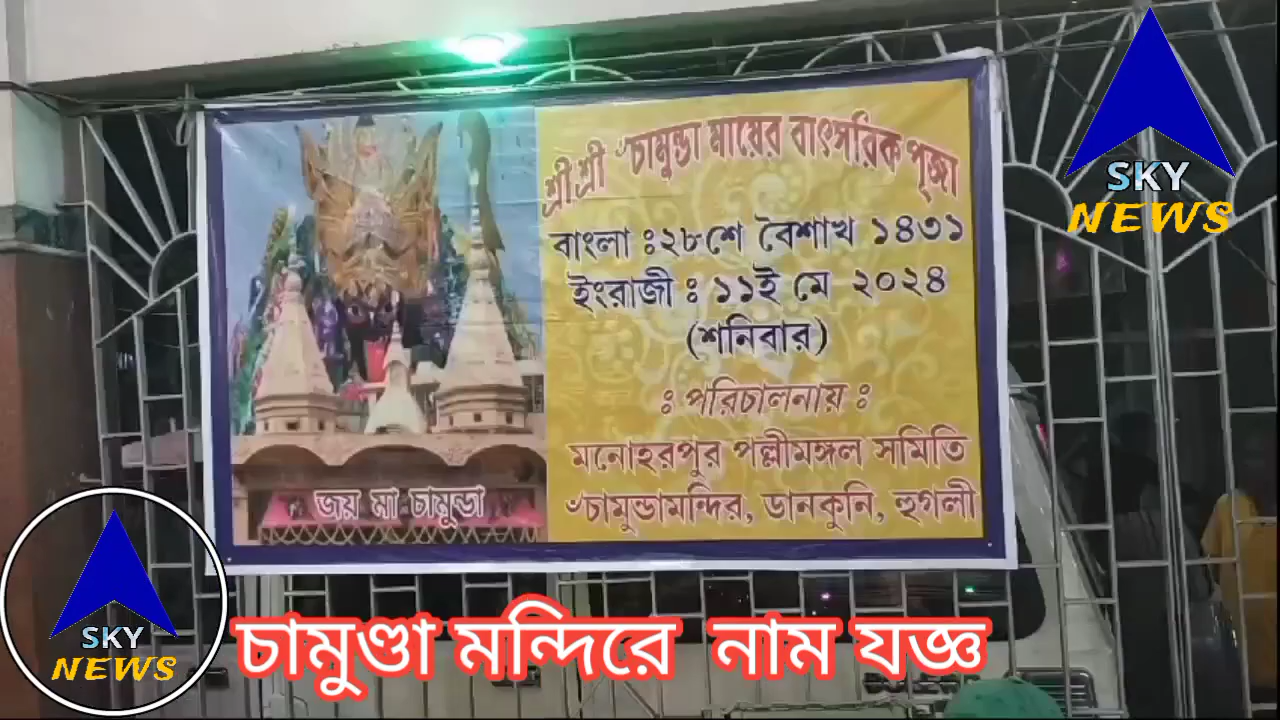 SKY
NEWS
শ্রী শ্রী ঁচামুন্ডা মায়ের বাৎসরিক পূজা
বাংলা ঃ ২৮শে বৈশাখ ১৪৩১
ইংরাজী ঃ ১১ই মে ২০২৪
(শনিবার)
ঃ পরিচালনায় ঃ
মনোহরপুর পল্লীমঙ্গল সমিতি
ঁচামুন্ডামন্দির, ডানকুনি, হুগলী
জয় মা চামুন্ডা
SKY
NEWS
চামুণ্ডা মন্দিরে নাম যজ্ঞ